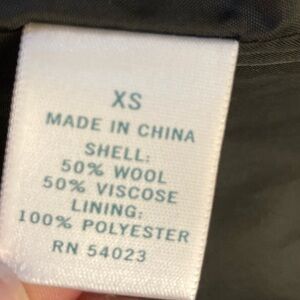 XS
MADE IN CHINA
SHELL:
50% WOOL
50% VISCOSE
LINING:
100% POLYESTER
RN 54023